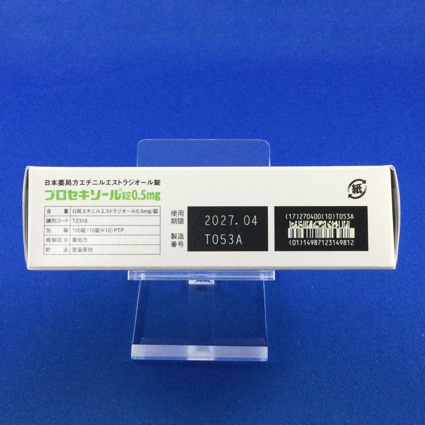 日本薬局方エチニルエストラジオール錠
プロセキソール錠0.5mg
含量 日局エチニルエストラジオール0.5mg/錠
識別コード TZ316
包装 100錠(10錠×10)PTP
規制区分 要処方
貯法 室温保存
使用期限 2027.04
製造番号 T053A
(17)270400(10)T053A
(01)14987123149812
紙